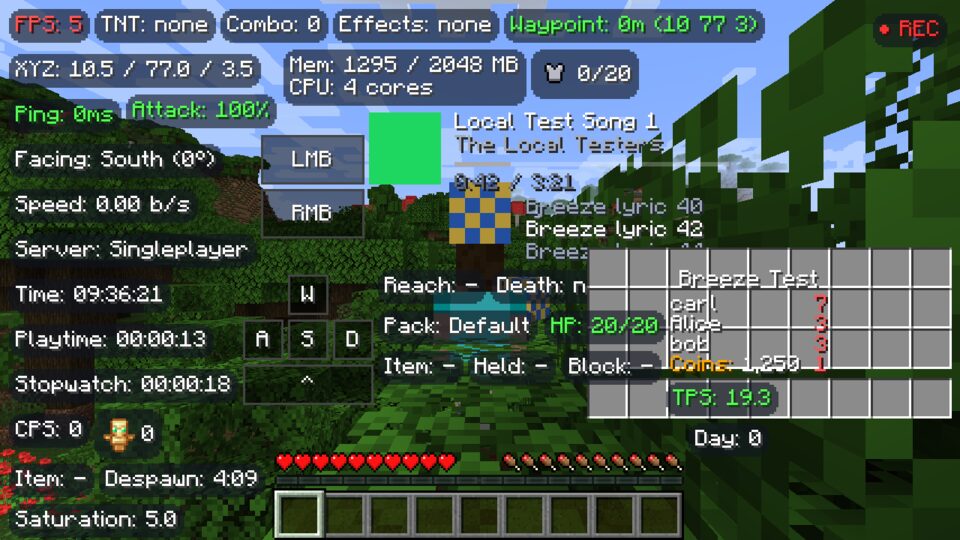 FPS: 5 TNT: none Combo: 0 Effects: none Waypoint: 0m (10 77 3) REC
XYZ: 10.5 / 77.0 / 3.5
Mem: 1295 / 2048 MB
CPU: 4 cores
0/20
Ping: 0ms Attack: 100%
Local Test Song 1
The Local Testers
0:42 / 3:21
LMB
RMB
Facing: South (0°)
Speed: 0.00 b/s
Breeze lyric 40
Breeze lyric 42
Breeze
Server: Singleplayer
Time: 09:36:21
Playtime: 00:00:13
Stopwatch: 00:00:18
W
A S D
^
Reach: - Death: n
Pack: Default HP: 20/20
Item: - Held: - Block: -
Breeze Test
carl 7
Alice 3
bob 3
Coins: 1,250 1
TPS: 19.3
Day: 0
CPS: 0 0
Item: - Despawn: 4:09
Saturation: 5.0